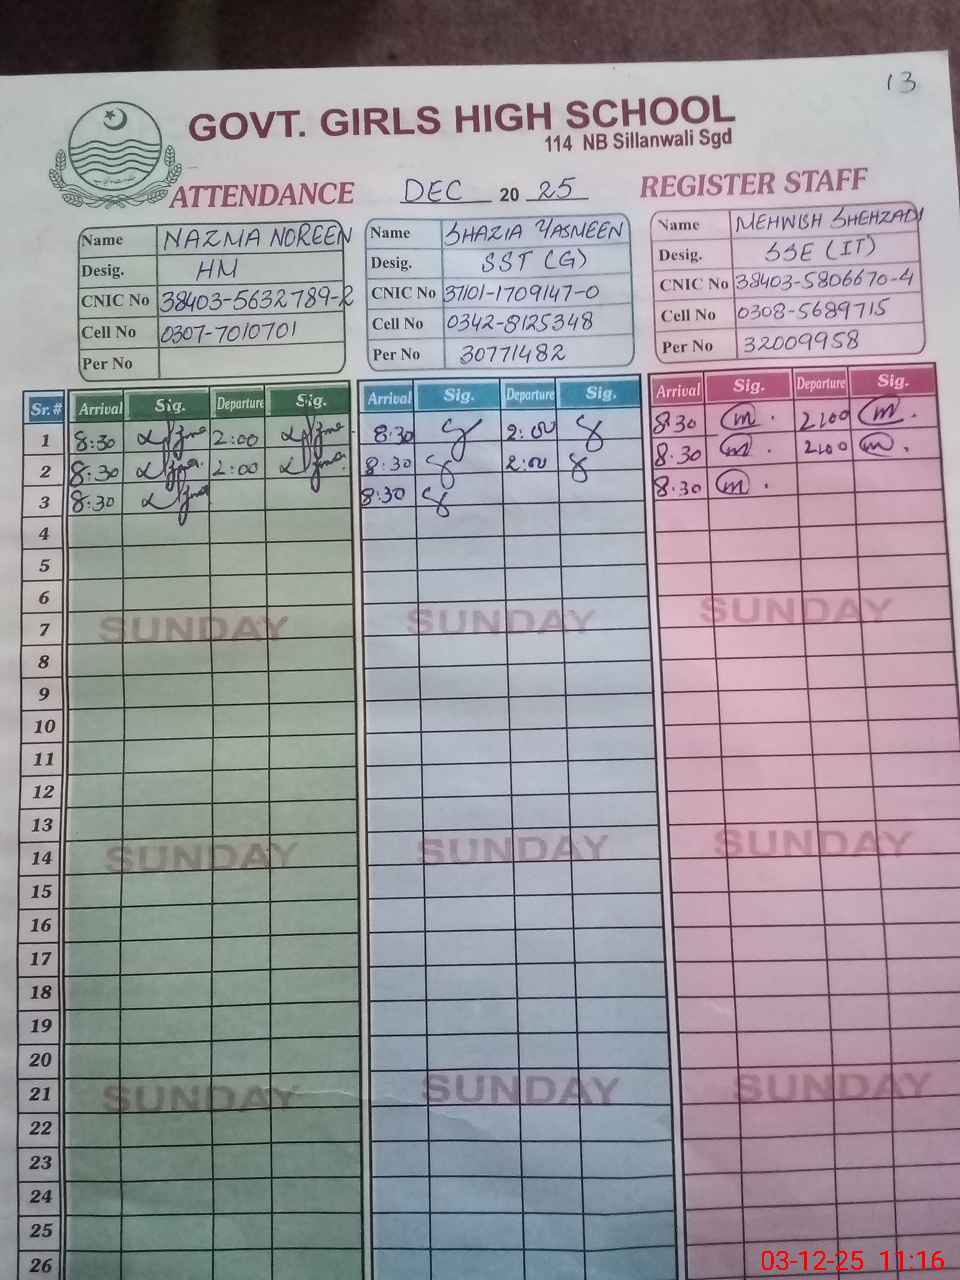 13
GOVT. GIRLS HIGH SCHOOL
114 NB Sillanwali Sgd
ATTENDANCE DEC 20 25 REGISTER STAFF
Name NAZMA NOREEN
Desig. HM
CNIC No 38403-5632789-2
Cell No 0307-7010701
Per No
Name SHAZIA YASMEEN
Desig. SST (G)
CNIC No 37101-1709147-0
Cell No 0342-8125348
Per No 30771482
Name MEHWISH SHEHZADI
Desig. SSE (IT)
CNIC No 38403-5806670-4
Cell No 0308-5689715
Per No 32009958
Sr.# Arrival Sig. Departure Sig. Arrival Sig. Departure Sig. Arrival Sig. Departure Sig.
1 8:30 2:00 8:30 2:00 8:30 m 2:00 m
2 8:30 2:00 8:30 2:00 8:30 m 2:00 m
3 8:30 8:30 8:30 m
4
5
6
7 SUNDAY SUNDAY SUNDAY
8
9
10
11
12
13
14 SUNDAY SUNDAY SUNDAY
15
16
17
18
19
20
21 SUNDAY SUNDAY SUNDAY
22
23
24
25
26
03-12-25 11:16